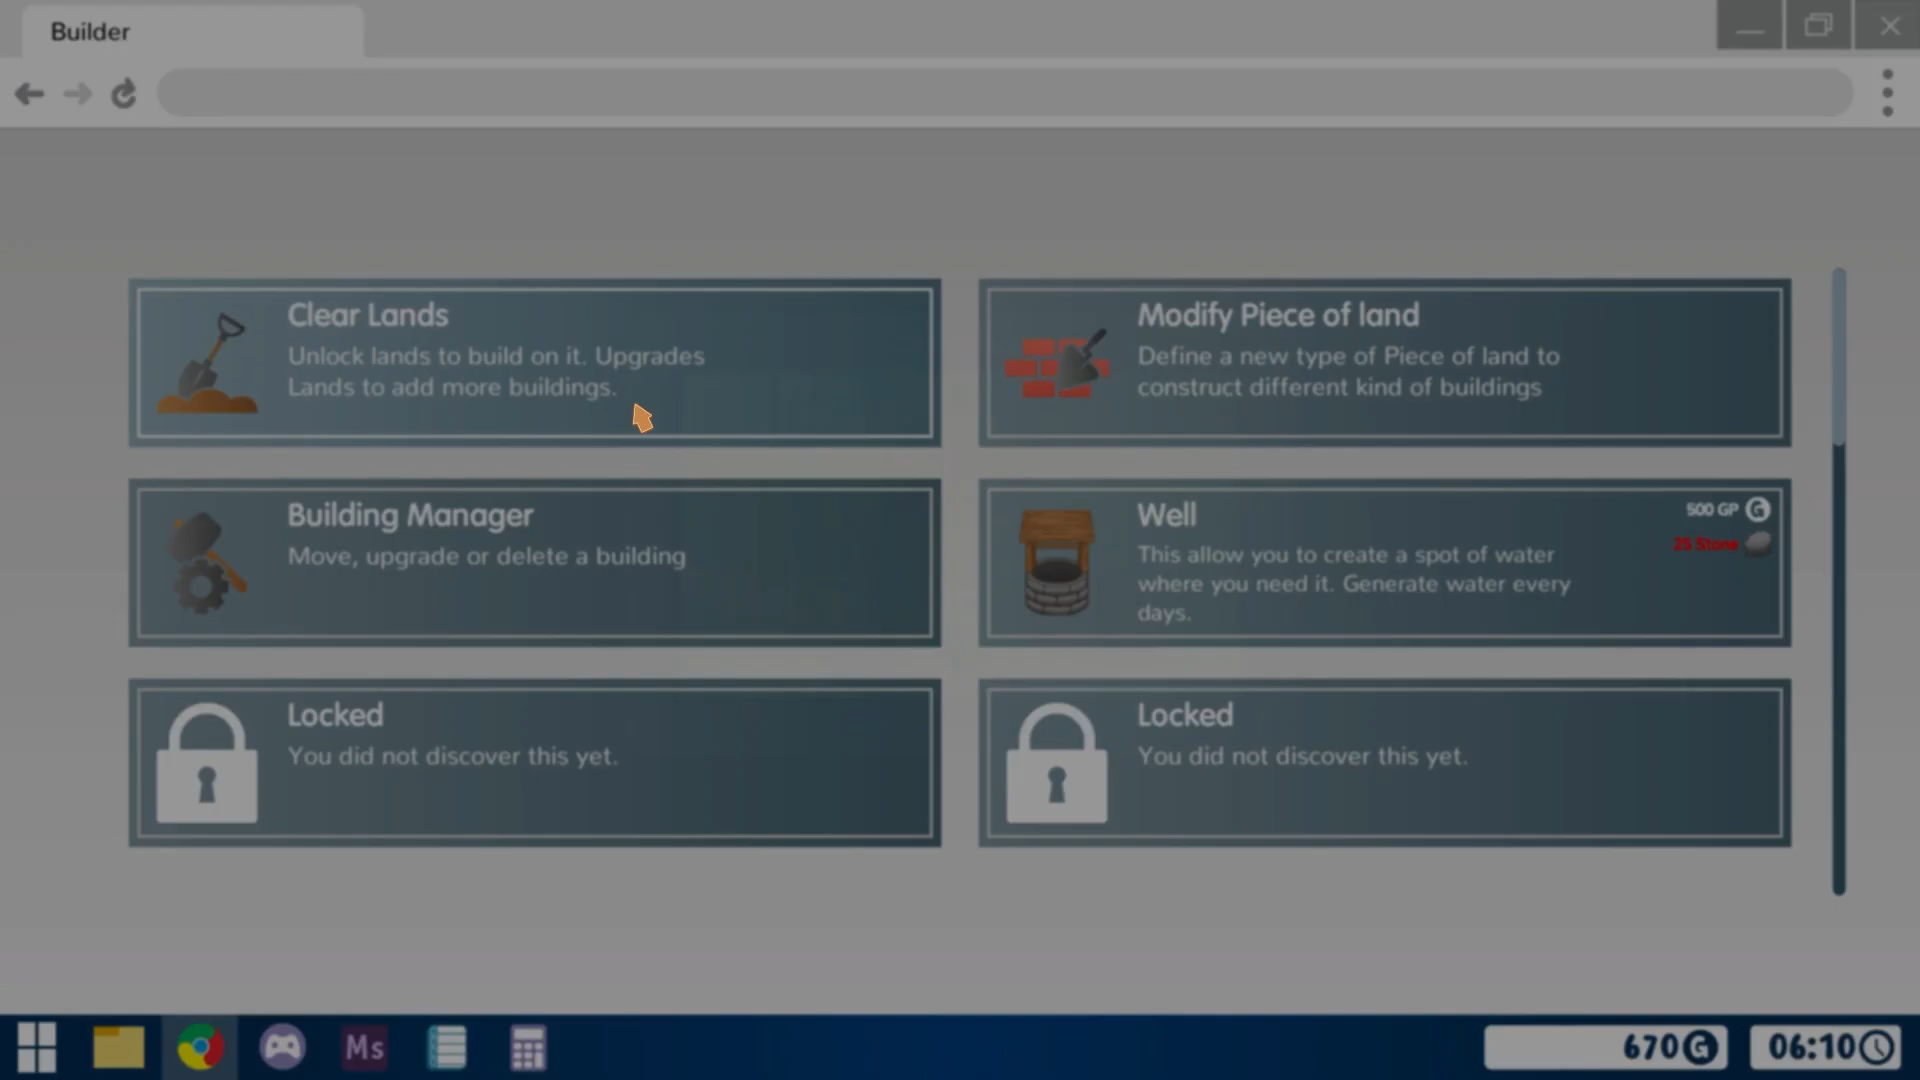 Builder
Clear Lands
Unlock lands to build on it. Upgrades
Lands to add more buildings.
Modify Piece of land
Define a new type of Piece of land to
construct different kind of buildings
Building Manager
Move, upgrade or delete a building
Well
500 GP G
25 Stone
This allow you to create a spot of water
where you need it. Generate water every
days.
Locked
You did not discover this yet.
Locked
You did not discover this yet.
Ms
670 G
06:10